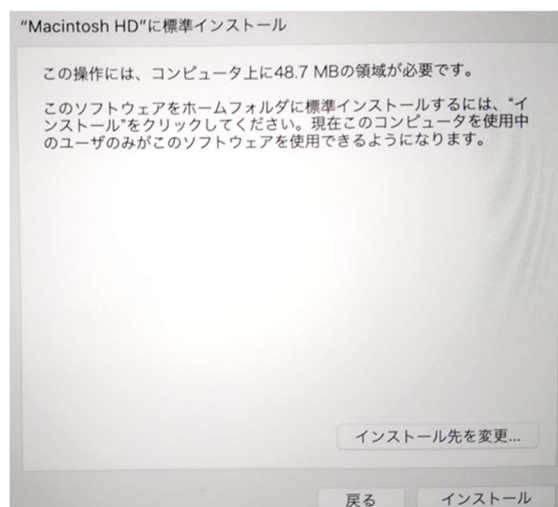 “Macintosh HD”に標準インストール
この操作には、コンピュータ上に48.7 MBの領域が必要です。
このソフトウェアをホームフォルダに標準インストールするには、“イ
ンストール”をクリックしてください。現在このコンピュータを使用中
のユーザのみがこのソフトウェアを使用できるようになります。
インストール先を変更...
戻る
インストール